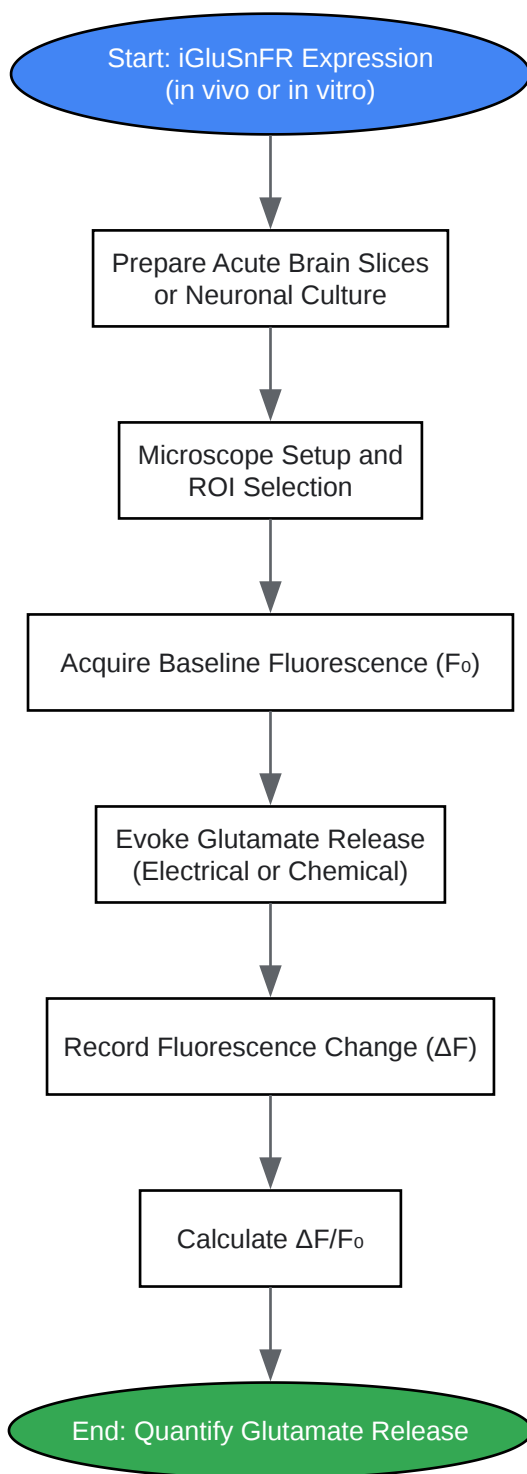 Start: iGluSnFR Expression
(in vivo or in vitro)
Prepare Acute Brain Slices
or Neuronal Culture
Microscope Setup and
ROI Selection
Acquire Baseline Fluorescence (F₀)
Evoke Glutamate Release
(Electrical or Chemical)
Record Fluorescence Change (ΔF)
Calculate ΔF/F₀
End: Quantify Glutamate Release